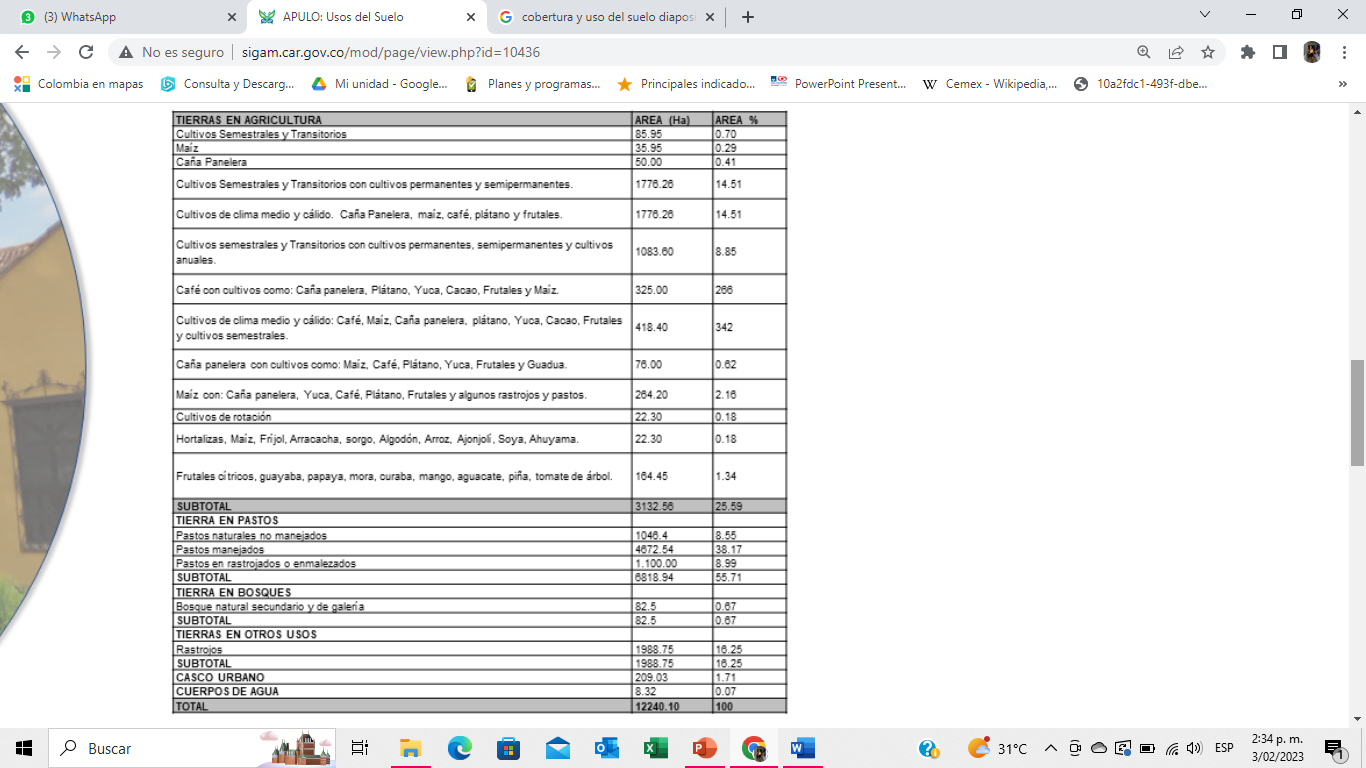 (3) WhatsApp
APULO: Usos del Suelo
cobertura y uso del suelo diapos
No es seguro | sigam.car.gov.co/mod/page/view.php?id=10436
Colombia en mapas
Consulta y Descarg...
Mi unidad - Google...
Planes y programas...
Principales indicado...
PowerPoint Present...
Cemex - Wikipedia,...
10a2fdc1-493f-dbe...
»
TIERRAS EN AGRICULTURA AREA (Ha) AREA %
Cultivos Semestrales y Transitorios 85.95 0.70
Maíz 35.95 0.29
Caña Panelera 50.00 0.41
Cultivos Semestrales y Transitorios con cultivos permanentes y semipermanentes. 1776.26 14.51
Cultivos de clima medio y cálido. Caña Panelera, maíz, café, plátano y frutales. 1776.26 14.51
Cultivos semestrales y Transitorios con cultivos permanentes, semipermanentes y cultivos
anuales. 1083.60 8.85
Café con cultivos como: Caña panelera, Plátano, Yuca, Cacao, Frutales y Maíz. 325.00 266
Cultivos de clima medio y cálido: Café, Maíz, Caña panelera, plátano, Yuca, Cacao, Frutales
y cultivos semestrales. 418.40 342
Caña panelera con cultivos como: Maíz, Café, Plátano, Yuca, Frutales y Guadua. 76.00 0.62
Maíz con: Caña panelera, Yuca, Café, Plátano, Frutales y algunos rastrojos y pastos. 264.20 2.16
Cultivos de rotación 22.30 0.18
Hortalizas, Maíz, Fríjol, Arracacha, sorgo, Algodón, Arroz, Ajonjolí, Soya, Ahuyama. 22.30 0.18
Frutales cítricos, guayaba, papaya, mora, curaba, mango, aguacate, piña, tomate de árbol. 164.45 1.34
SUBTOTAL 3132.56 25.59
TIERRA EN PASTOS
Pastos naturales no manejados 1046.4 8.55
Pastos manejados 4672.54 38.17
Pastos en rastrojados o enmalezados 1.100.00 8.99
SUBTOTAL 6818.94 55.71
TIERRA EN BOSQUES
Bosque natural secundario y de galería 82.5 0.67
SUBTOTAL 82.5 0.67
TIERRAS EN OTROS USOS
Rastrojos 1988.75 16.25
SUBTOTAL 1988.75 16.25
CASCO URBANO 209.03 1.71
CUERPOS DE AGUA 8.32 0.07
TOTAL 12240.10 100
Buscar
31°C
ESP
2:34 p. m.
3/02/2023
1